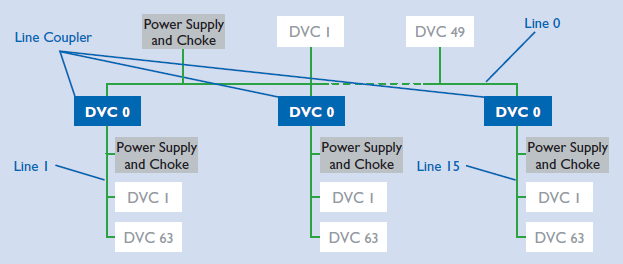 Line Coupler
Power Supply
and Choke
DVC 1
DVC 49
Line 0
DVC 0
DVC 0
DVC 0
Power Supply
and Choke
Power Supply
and Choke
Power Supply
and Choke
Line 1
Line 15
DVC 1
DVC 1
DVC 1
DVC 63
DVC 63
DVC 63